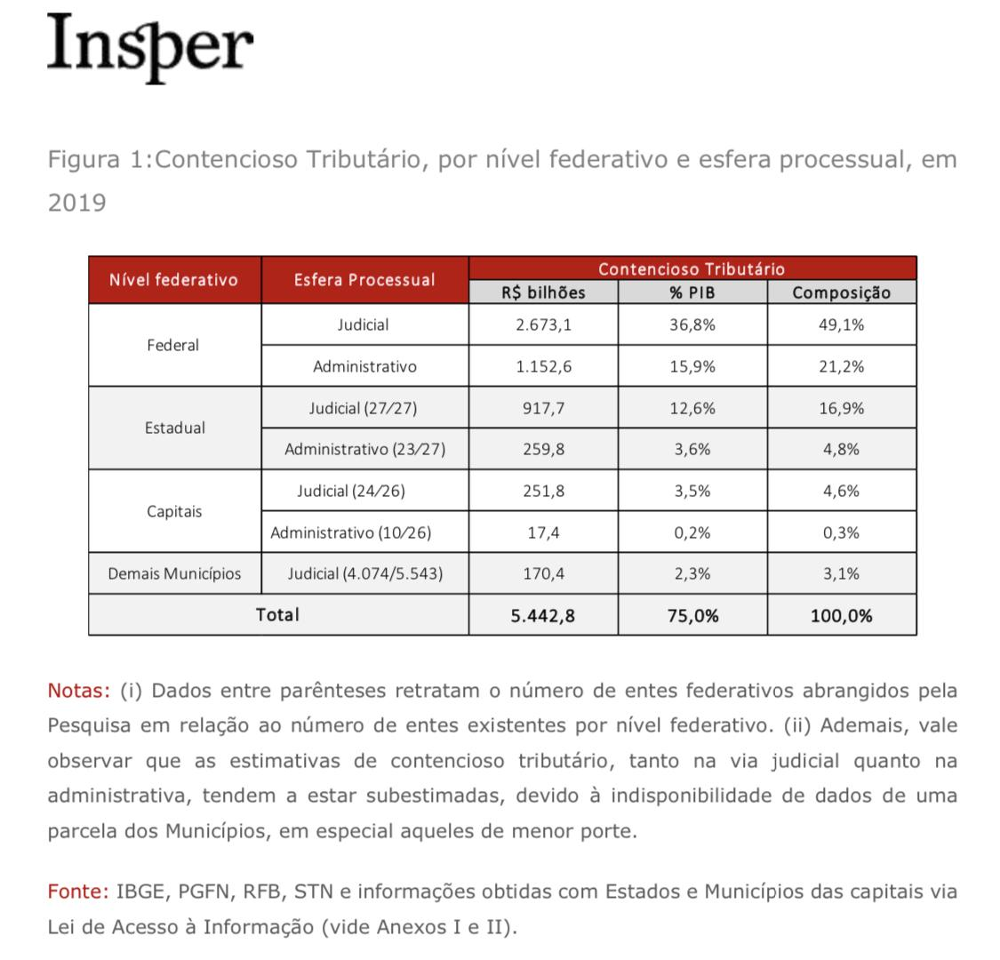 Insper
Figura 1:Contencioso Tributário, por nível federativo e esfera processual, em
2019
Nível federativo Esfera Processual Contencioso Tributário
R$ bilhões % PIB Composição
Federal Judicial 2.673,1 36,8% 49,1%
Administrativo 1.152,6 15,9% 21,2%
Estadual Judicial (27/27) 917,7 12,6% 16,9%
Administrativo (23/27) 259,8 3,6% 4,8%
Capitais Judicial (24/26) 251,8 3,5% 4,6%
Administrativo (10/26) 17,4 0,2% 0,3%
Demais Municípios Judicial (4.074/5.543) 170,4 2,3% 3,1%
Total 5.442,8 75,0% 100,0%
Notas: (i) Dados entre parênteses retratam o número de entes federativos abrangidos pela
Pesquisa em relação ao número de entes existentes por nível federativo. (ii) Ademais, vale
observar que as estimativas de contencioso tributário, tanto na via judicial quanto na
administrativa, tendem a estar subestimadas, devido à indisponibilidade de dados de uma
parcela dos Municípios, em especial aqueles de menor porte.
Fonte: IBGE, PGFN, RFB, STN e informações obtidas com Estados e Municípios das capitais via
Lei de Acesso à Informação (vide Anexos I e II).